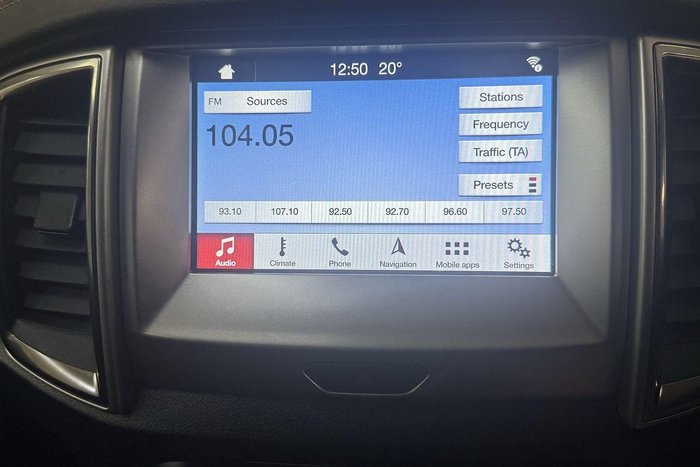 12:50 20°
FM Sources
Stations
104.05
Frequency
Traffic (TA)
Presets
93.10 107.10 92.50 92.70 96.60 97.50
Audio Climate Phone Navigation Mobile apps Settings